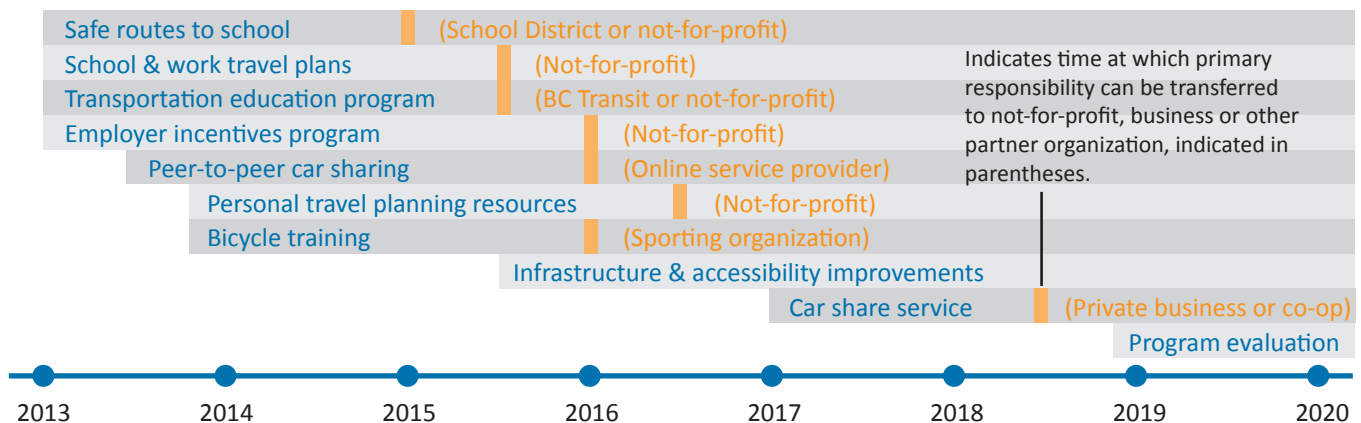 Safe routes to school (School District or not-for-profit)
School & work travel plans (Not-for-profit)
Transportation education program (BC Transit or not-for-profit)
Employer incentives program (Not-for-profit)
Peer-to-peer car sharing (Online service provider)
Personal travel planning resources (Not-for-profit)
Bicycle training (Sporting organization)
Indicates time at which primary
responsibility can be transferred
to not-for-profit, business or other
partner organization, indicated in
parentheses.
Infrastructure & accessibility improvements
Car share service (Private business or co-op)
Program evaluation
2013 2014 2015 2016 2017 2018 2019 2020